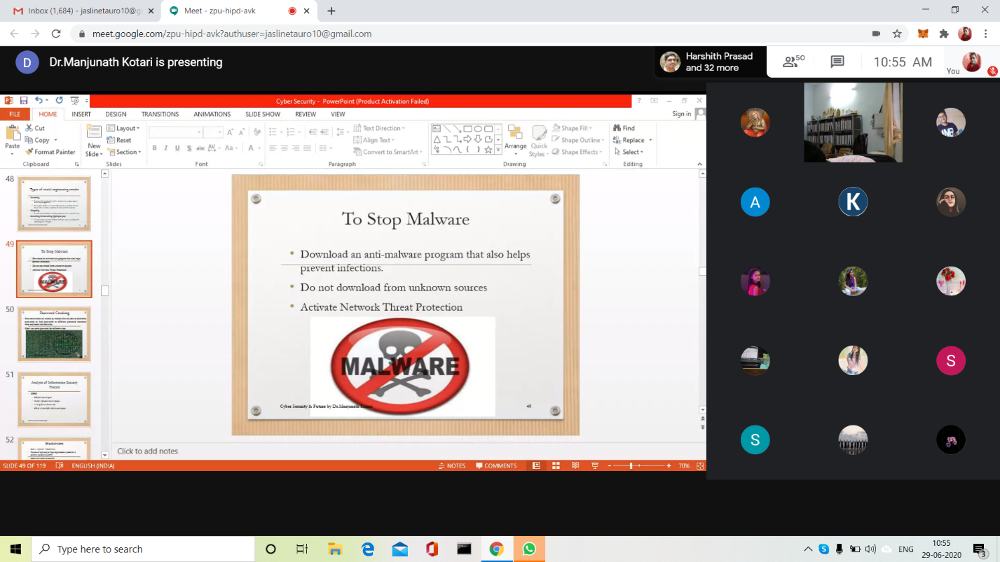 Inbox (1,684) - jaslinetauro10@g
Meet - zpu-hipd-avk
meet.google.com/zpu-hipd-avk?authuser=jaslinetauro10@gmail.com
D
Dr.Manjunath Kotari is presenting
Harshith Prasad
and 32 more
50
10:55 AM
You
Cyber Security - PowerPoint (Product Activation Failed)
FILE HOME INSERT DESIGN TRANSITIONS ANIMATIONS SLIDE SHOW REVIEW VIEW Sign in
Paste
Cut
Copy
Format Painter
Clipboard
New
Slide
Layout
Reset
Section
Slides
B I U S abc AV Aa A
Font
Paragraph
Text Direction
Align Text
Convert to SmartArt
Arrange
Quick
Styles
Shape Fill
Shape Outline
Shape Effects
Drawing
Find
Replace
Select
Editing
48
Types of social engineering attacks
49
To Stop Malware
MALWARE
50
Password Cracking
51
Analysis of Information Security
52
To Stop Malware
Download an anti-malware program that also helps
prevent infections.
Do not download from unknown sources
Activate Network Threat Protection
MALWARE
Cyber Security & Future by Dr.Manjunath Kotari
49
Click to add notes
SLIDE 49 OF 119 ENGLISH (INDIA) NOTES COMMENTS 70%
A
K
S
S
Type here to search
ENG
10:55
29-06-2020
3